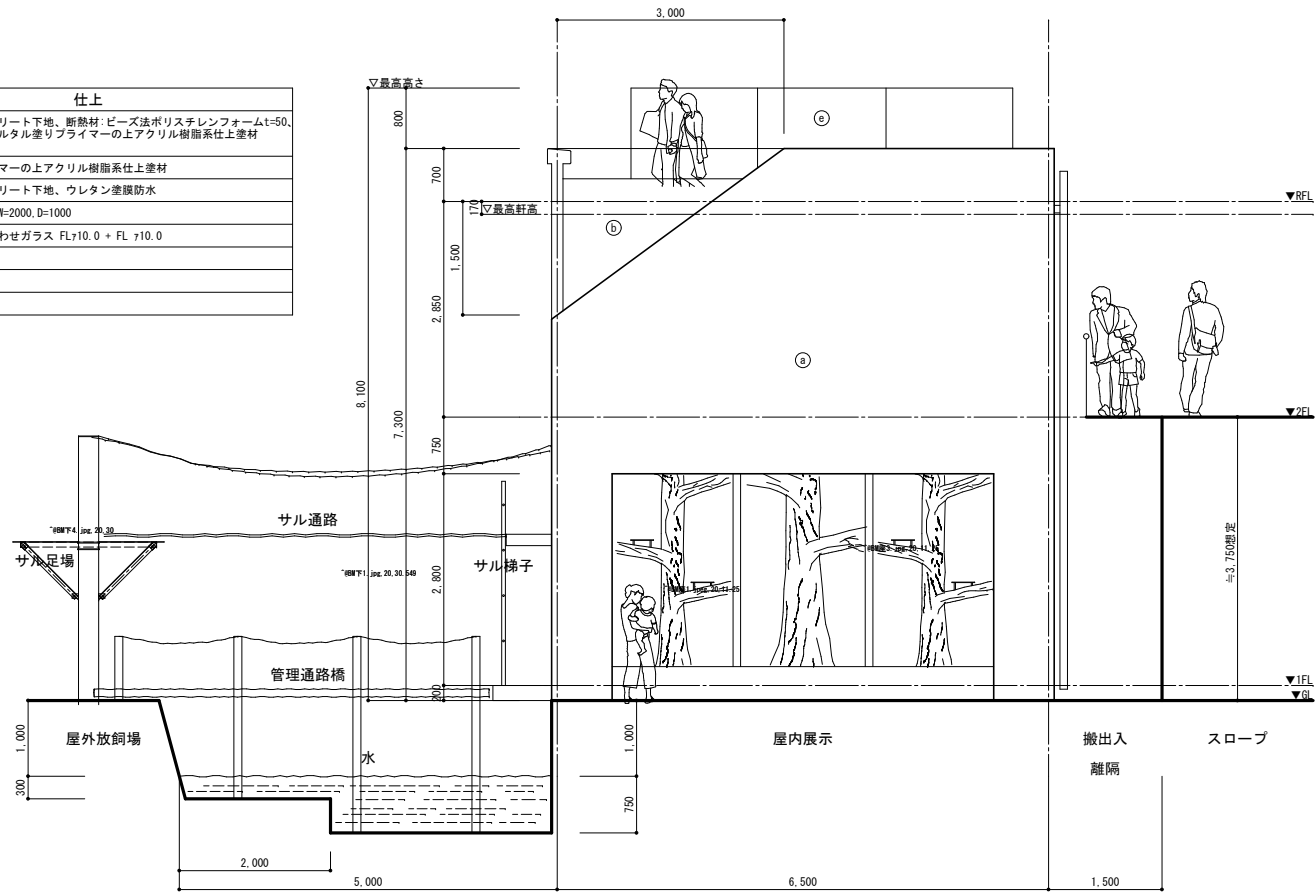 3,000
仕上
リート下地、断熱材:ビーズ法ポリスチレンフォームt=50、
ルタル塗りプライマーの上アクリル樹脂系仕上塗材
マーの上アクリル樹脂系仕上塗材
リート下地、ウレタン塗膜防水
W=2000,D=1000
わせガラス FLｱ10.0 + FL ｱ10.0
▽最高高さ
800
ⓔ
700
170
▽最高軒高
▼RFL
ⓑ
1,500
2,850
ⓐ
8,100
7,300
▼2FL
750
サル通路
サル足場
サル梯子
2,800
≒3,750想定
管理通路橋
200
▼1FL
▼GL
屋外放飼場
水
屋内展示
搬出入
離隔
スロープ
1,000
300
1,000
750
2,000
5,000
6,500
1,500